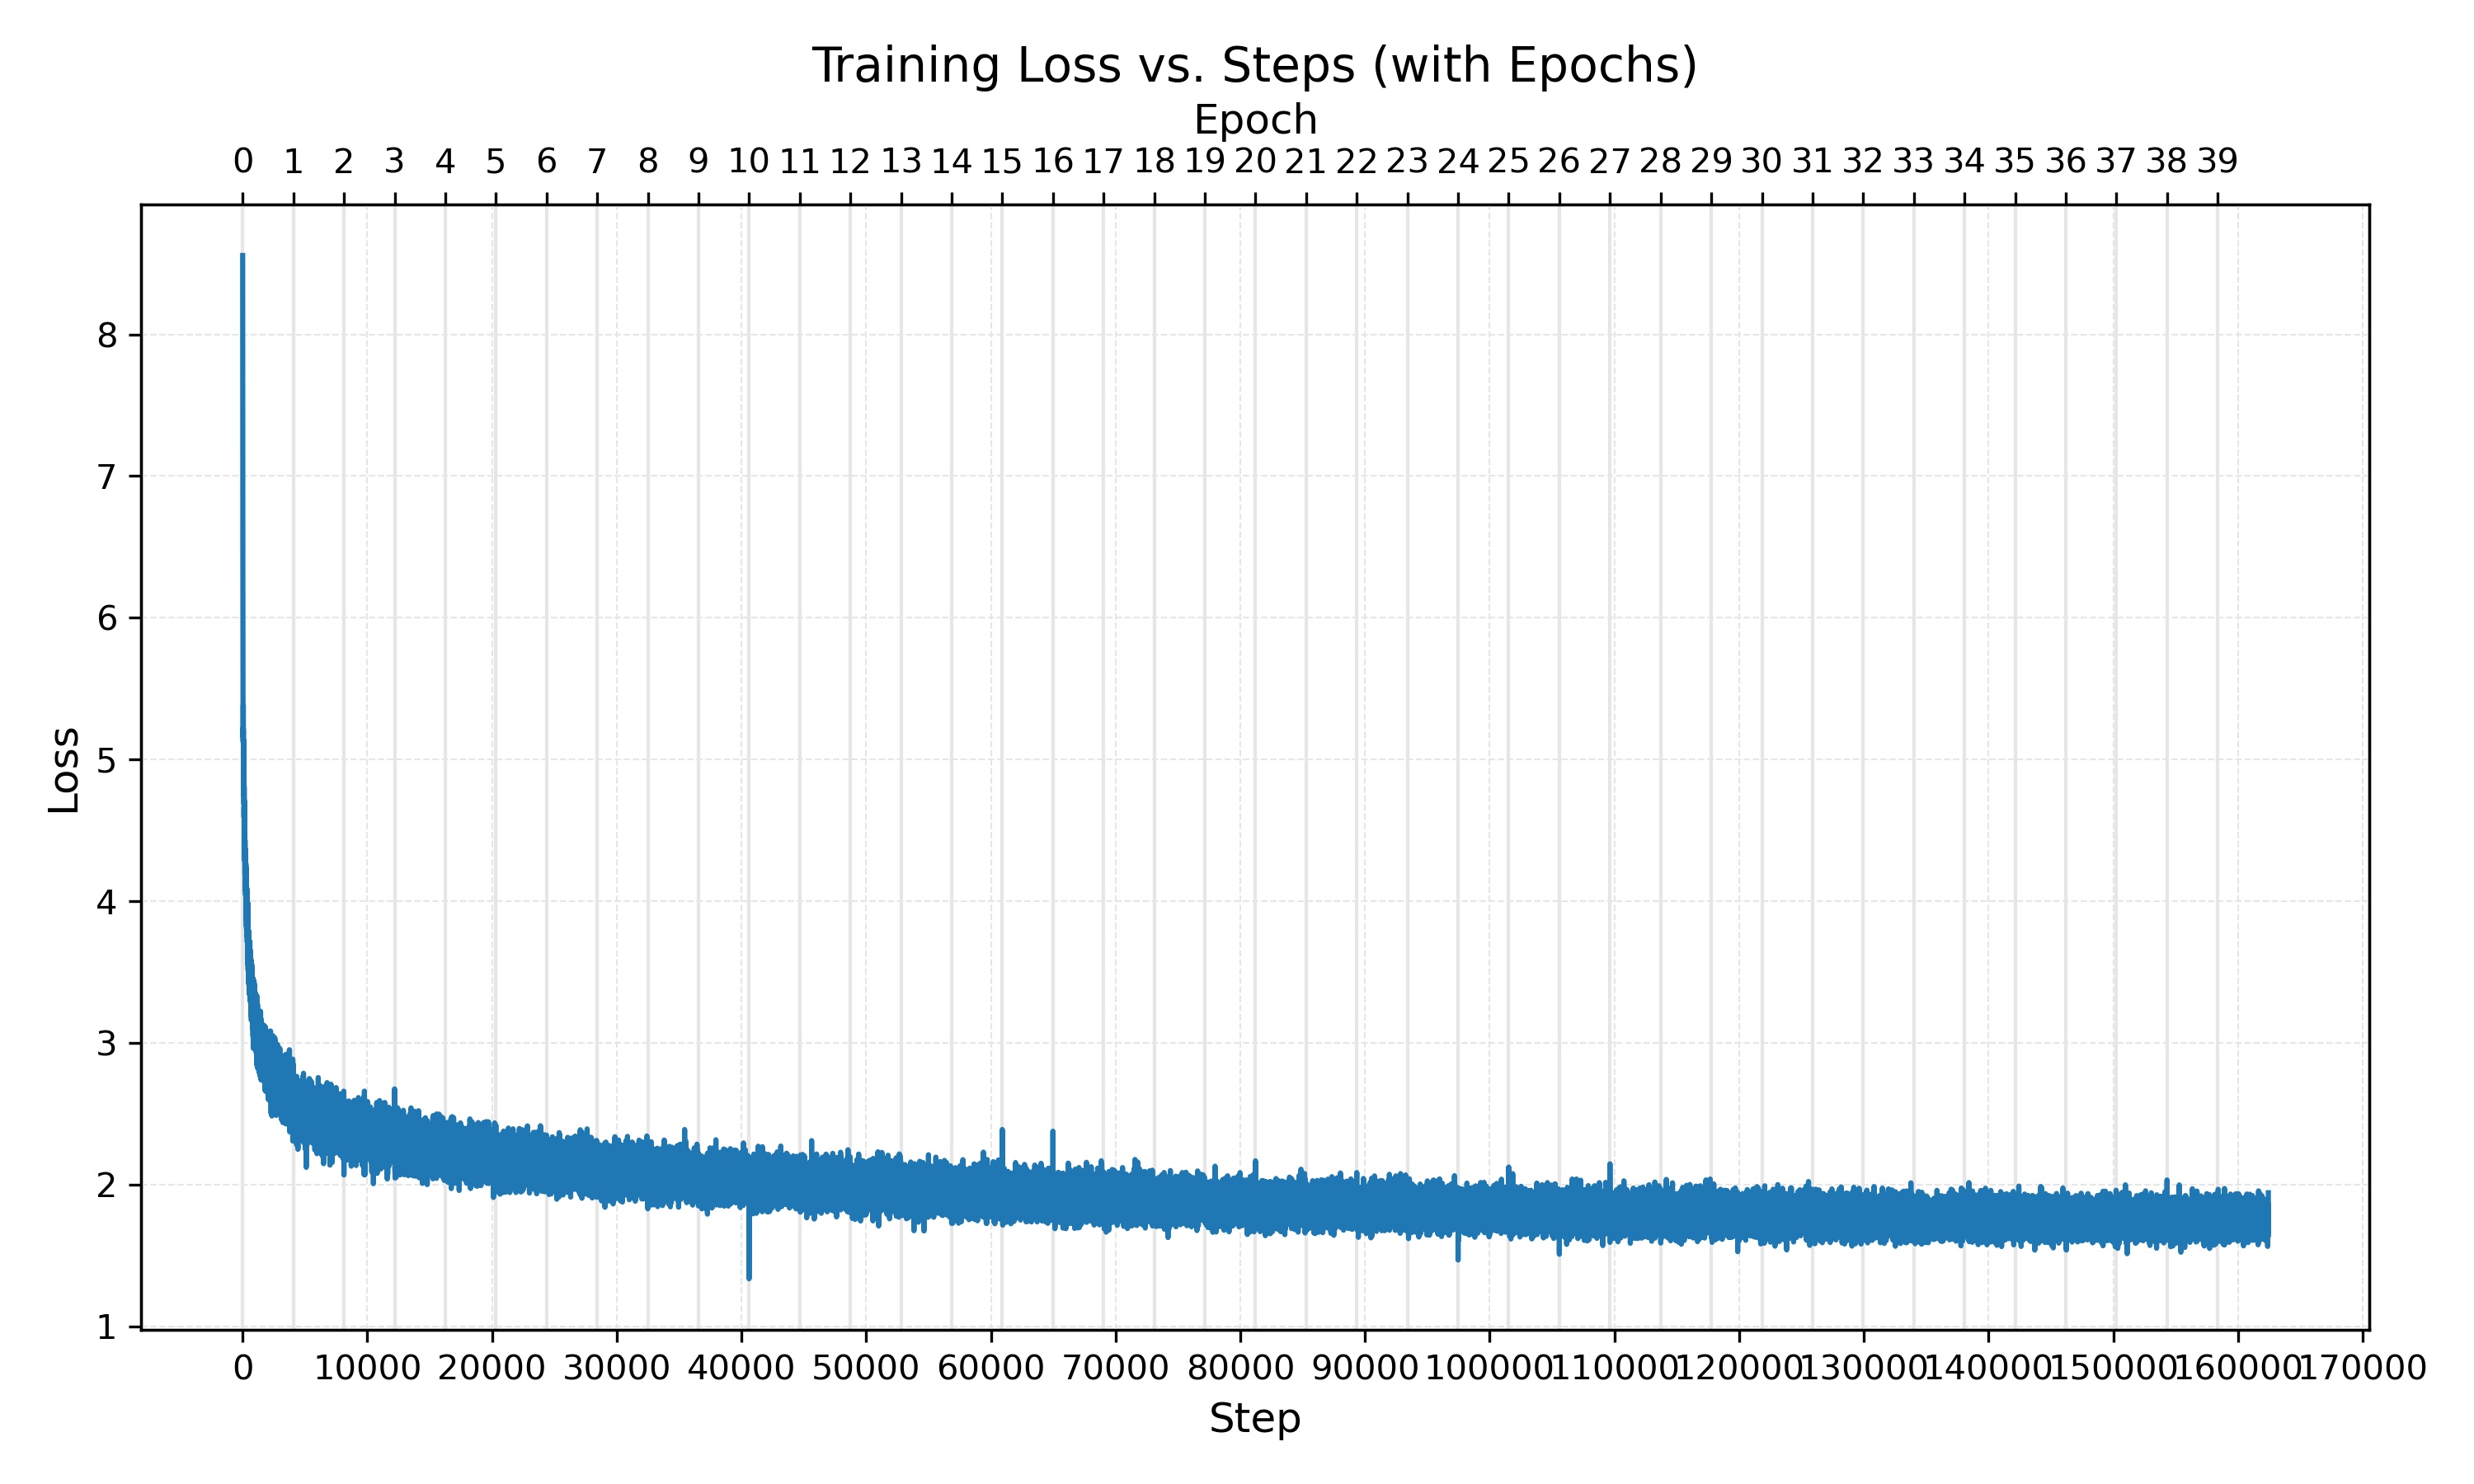 Training Loss vs. Steps (with Epochs)
Epoch
0 1 2 3 4 5 6 7 8 9 10 11 12 13 14 15 16 17 18 19 20 21 22 23 24 25 26 27 28 29 30 31 32 33 34 35 36 37 38 39
8
7
6
5
4
3
2
1
Loss
0 10000 20000 30000 40000 50000 60000 70000 80000 90000 100000 110000 120000 130000 140000 150000 160000 170000
Step